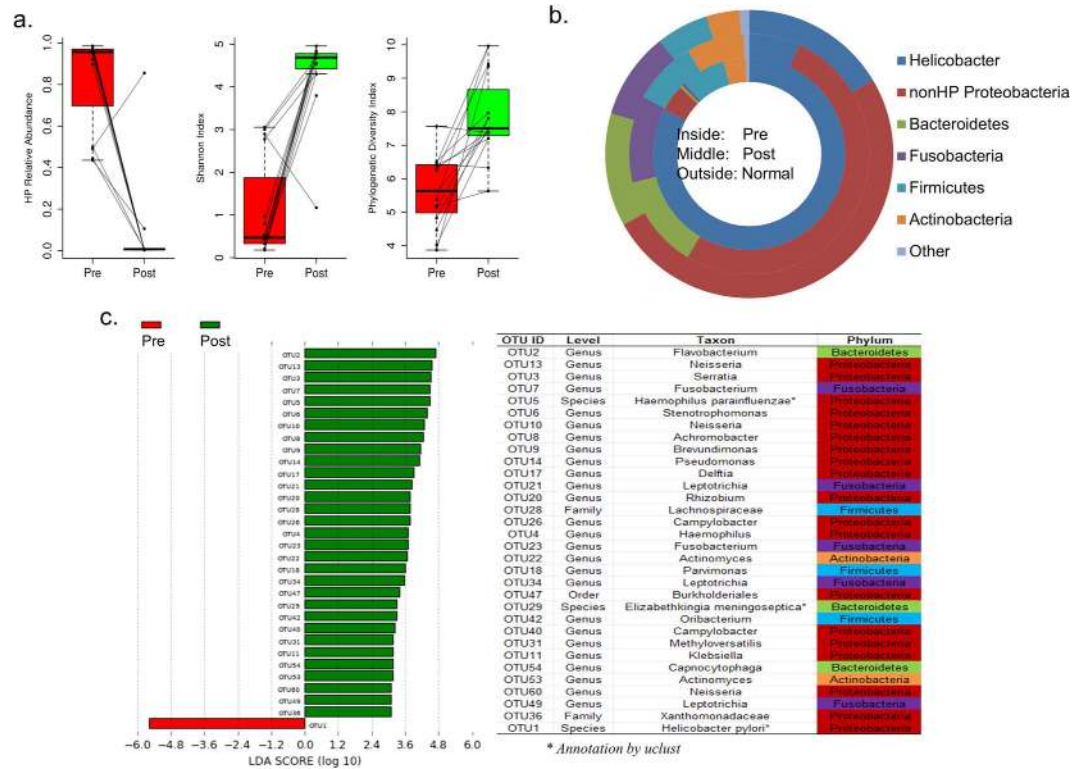 a.
HP Relative Abundance
1.0
0.8
0.6
0.4
0.2
0.0
Pre Post
Shannon Index
5
4
3
2
1
0
Pre Post
Phylogenetic Diversity Index
10
9
8
7
6
5
4
Pre Post
b.
Inside: Pre
Middle: Post
Outside: Normal
Helicobacter
nonHP Proteobacteria
Bacteroidetes
Fusobacteria
Firmicutes
Actinobacteria
Other
c.
Pre Post
OTU2
OTU13
OTU3
OTU7
OTU5
OTU6
OTU10
OTU8
OTU9
OTU14
OTU17
OTU21
OTU20
OTU28
OTU26
OTU4
OTU23
OTU22
OTU18
OTU34
OTU47
OTU29
OTU42
OTU40
OTU31
OTU11
OTU54
OTU53
OTU60
OTU49
OTU36
OTU1
-6.0 -4.8 -3.6 -2.4 -1.2 0.0 1.2 2.4 3.6 4.8 6.0
LDA SCORE (log 10)
OTU ID Level Taxon Phylum
OTU2 Genus Flavobacterium Bacteroidetes
OTU13 Genus Neisseria Proteobacteria
OTU3 Genus Serratia Proteobacteria
OTU7 Genus Fusobacterium Fusobacteria
OTU5 Species Haemophilus parainfluenzae* Proteobacteria
OTU6 Genus Stenotrophomonas Proteobacteria
OTU10 Genus Neisseria Proteobacteria
OTU8 Genus Achromobacter Proteobacteria
OTU9 Genus Brevundimonas Proteobacteria
OTU14 Genus Pseudomonas Proteobacteria
OTU17 Genus Delftia Proteobacteria
OTU21 Genus Leptotrichia Fusobacteria
OTU20 Genus Rhizobium Proteobacteria
OTU28 Family Lachnospiraceae Firmicutes
OTU26 Genus Campylobacter Proteobacteria
OTU4 Genus Haemophilus Proteobacteria
OTU23 Genus Fusobacterium Fusobacteria
OTU22 Genus Actinomyces Actinobacteria
OTU18 Genus Parvimonas Firmicutes
OTU34 Genus Leptotrichia Fusobacteria
OTU47 Order Burkholderiales Proteobacteria
OTU29 Species Elizabethkingia meningoseptica* Bacteroidetes
OTU42 Genus Oribacterium Firmicutes
OTU40 Genus Campylobacter Proteobacteria
OTU31 Genus Methyloversatilis Proteobacteria
OTU11 Genus Klebsiella Proteobacteria
OTU54 Genus Capnocytophaga Bacteroidetes
OTU53 Genus Actinomyces Actinobacteria
OTU60 Genus Neisseria Proteobacteria
OTU49 Genus Leptotrichia Fusobacteria
OTU36 Family Xanthomonadaceae Proteobacteria
OTU1 Species Helicobacter pylori* Proteobacteria
* Annotation by uclust